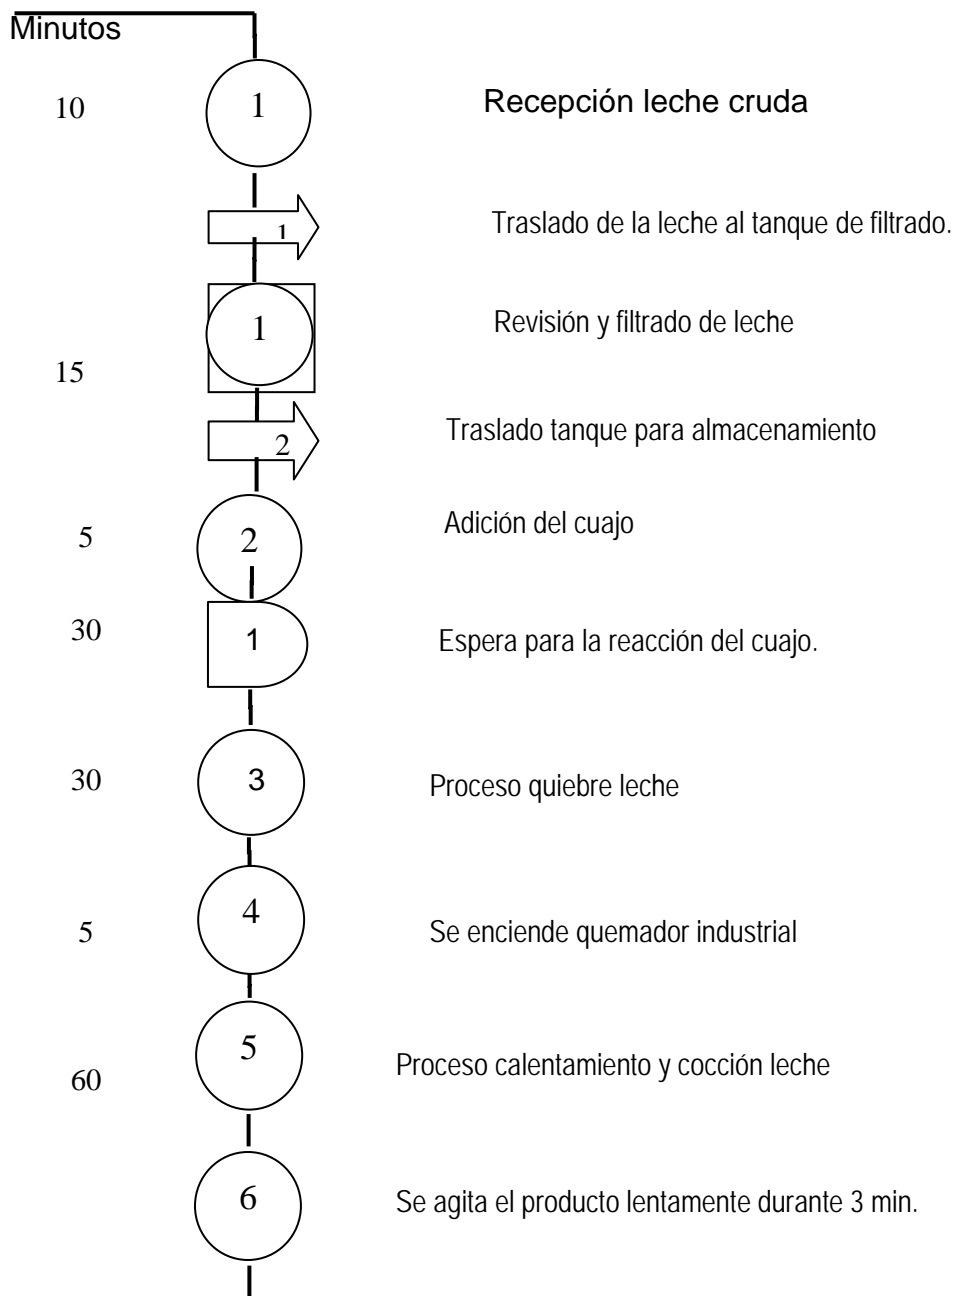 Minutos
10 1 Recepción leche cruda
1 Traslado de la leche al tanque de filtrado.
1 Revisión y filtrado de leche
15
2 Traslado tanque para almacenamiento
5 2 Adición del cuajo
30 1 Espera para la reacción del cuajo.
30 3 Proceso quiebre leche
5 4 Se enciende quemador industrial
60 5 Proceso calentamiento y cocción leche
6 Se agita el producto lentamente durante 3 min.